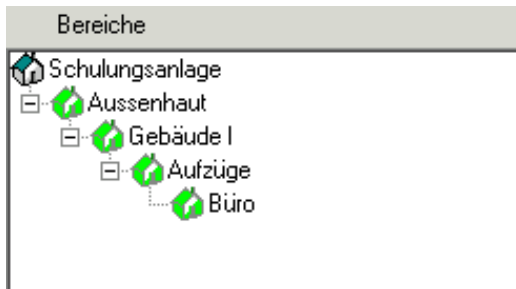 Bereiche
Schulungsanlage
Aussenhaut
Gebäude I
Aufzüge
Büro